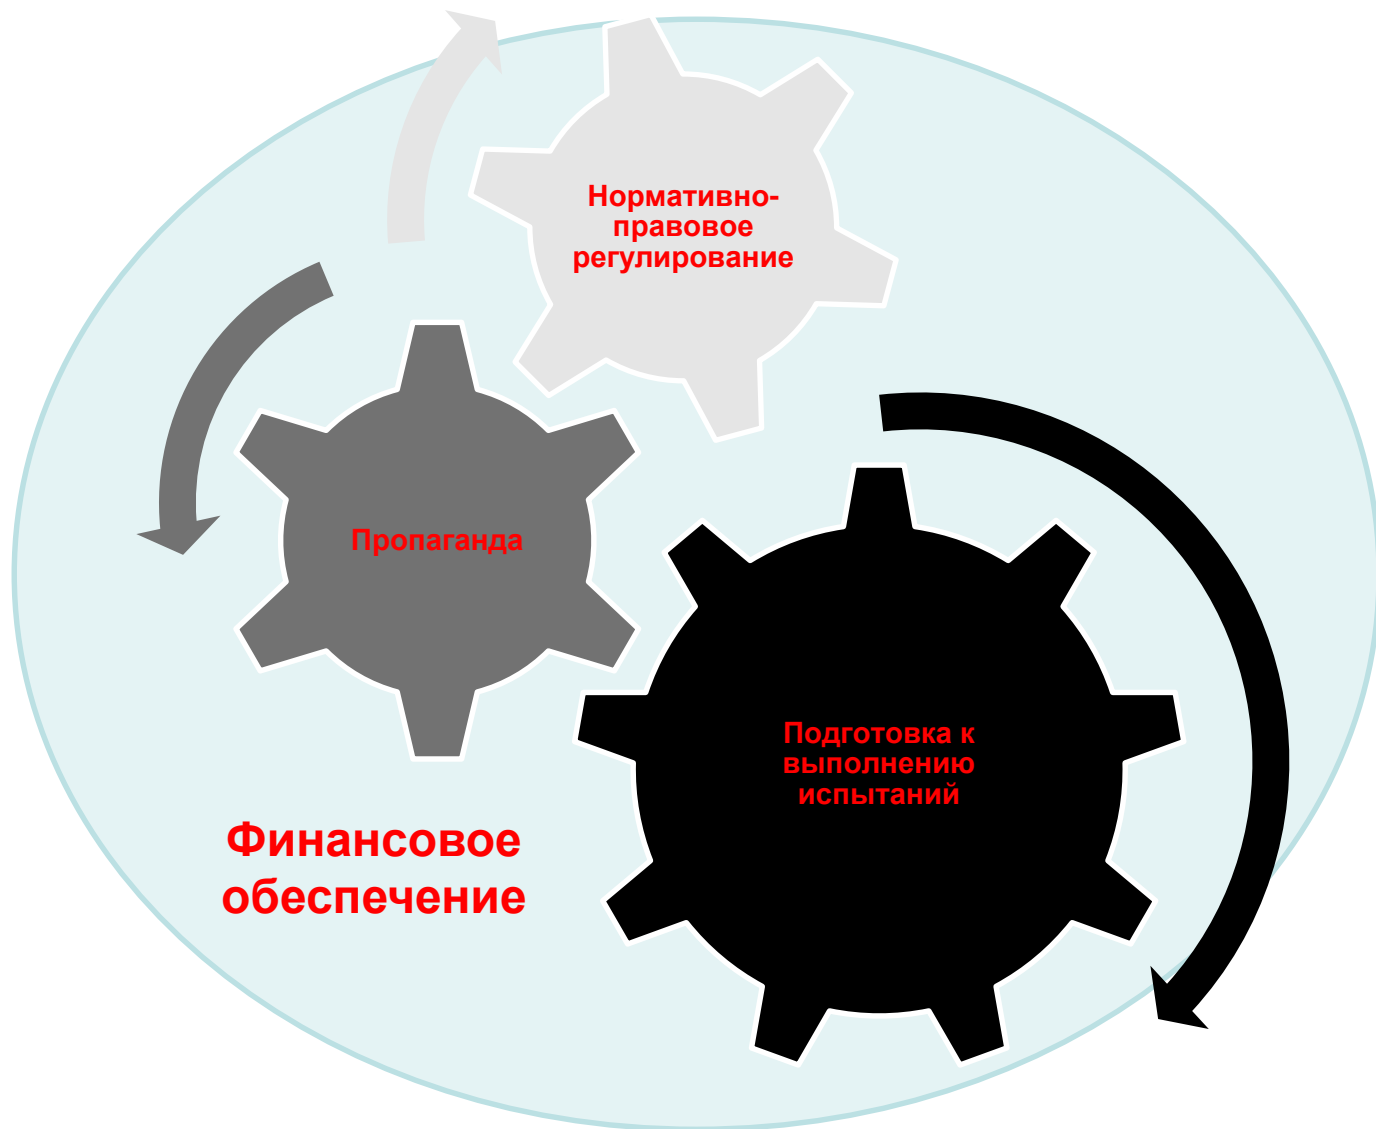 Нормативно-
правовое
регулирование
Пропаганда
Подготовка к
выполнению
испытаний
Финансовое
обеспечение